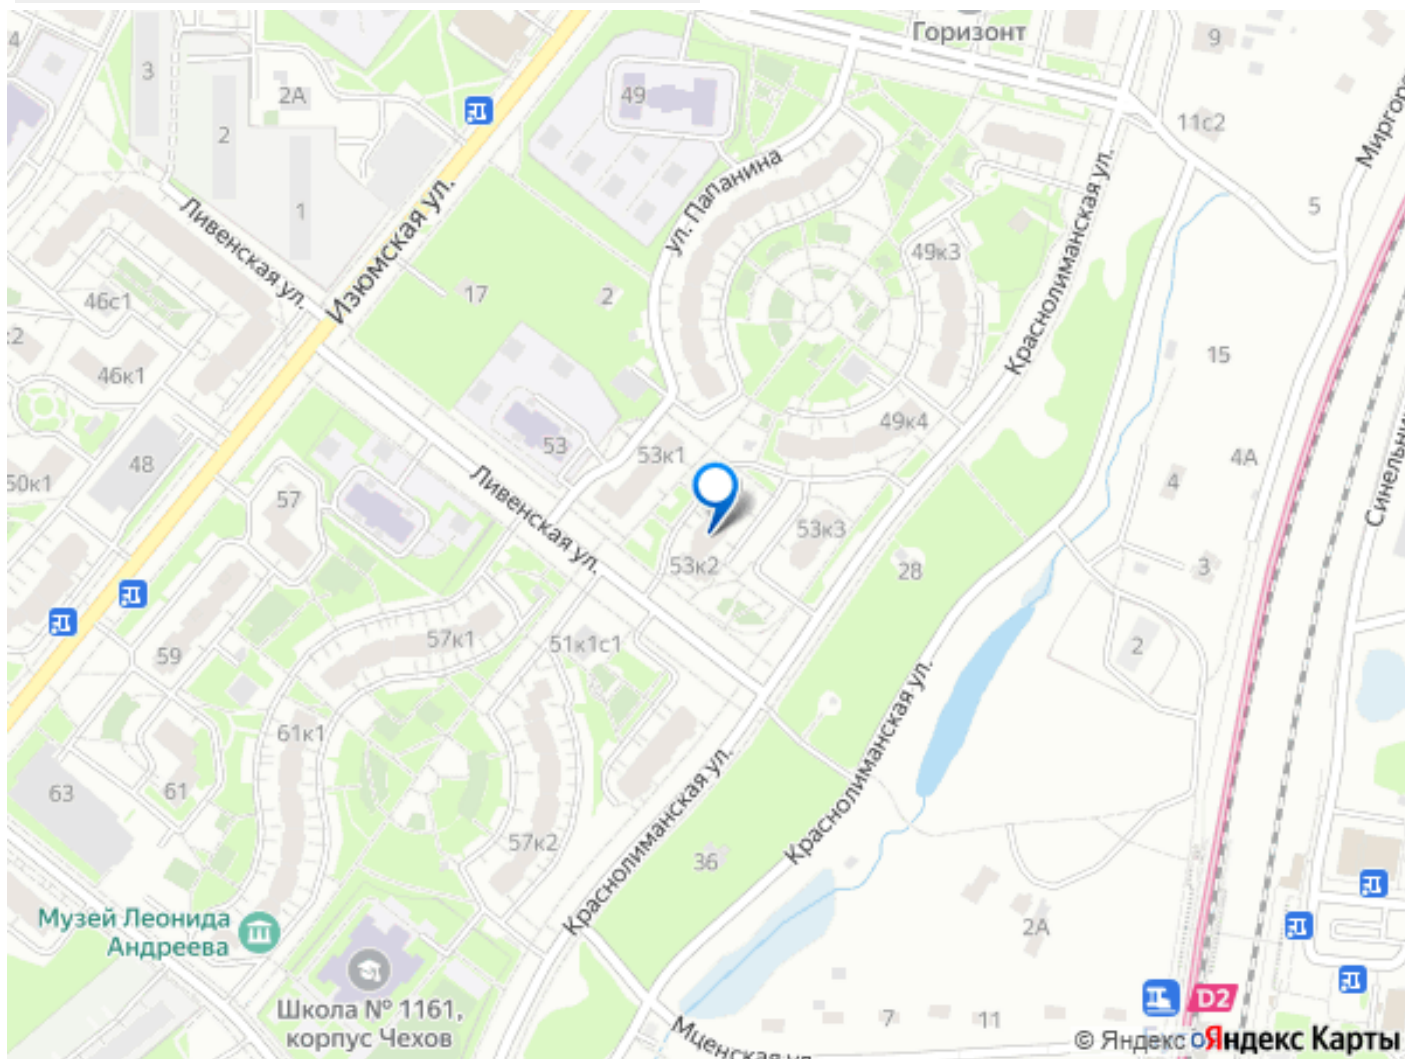 Горизонт
9
4
3
2А
49
2
11с2
Миргор
ул. Папанина
Краснолиманская ул.
1
5
Ливенская ул.
Изюмская ул.
49к3
46с1
17
2
к2
46к1
15
49к4
53
53к1
4А
48
50к1
57
Ливенская ул.
4
Синельни
53к3
53к2
28
3
57к1
51к1с1
59
2
61к1
Краснолиманская ул.
Краснолиманская ул.
63
61
57к2
36
Музей Леонида
Андреева
2А
Школа № 1161,
корпус Чехов
D2
7
11
Мценская ул.
© Яндекс
Яндекс Карты